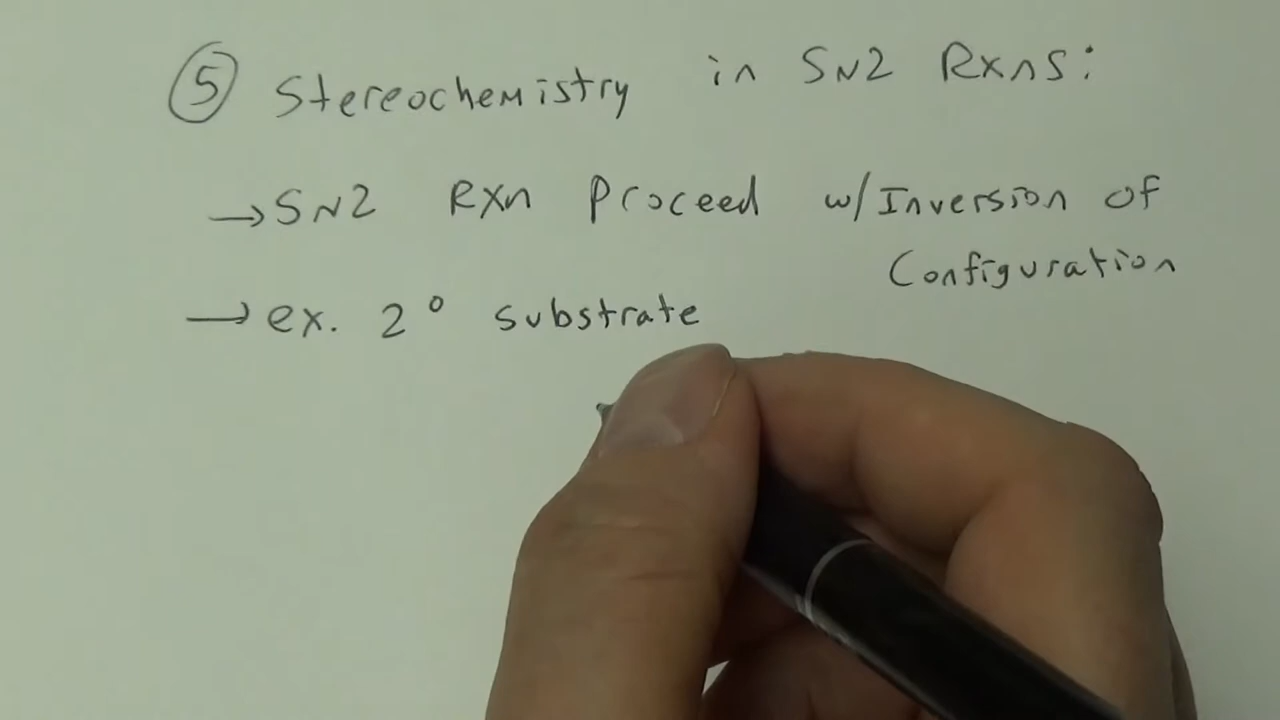 ⑤ Stereochemistry in SN2 Rxns:
→ SN2 Rxn Proceed w/ Inversion of
Configuration
→ ex. 2° substrate